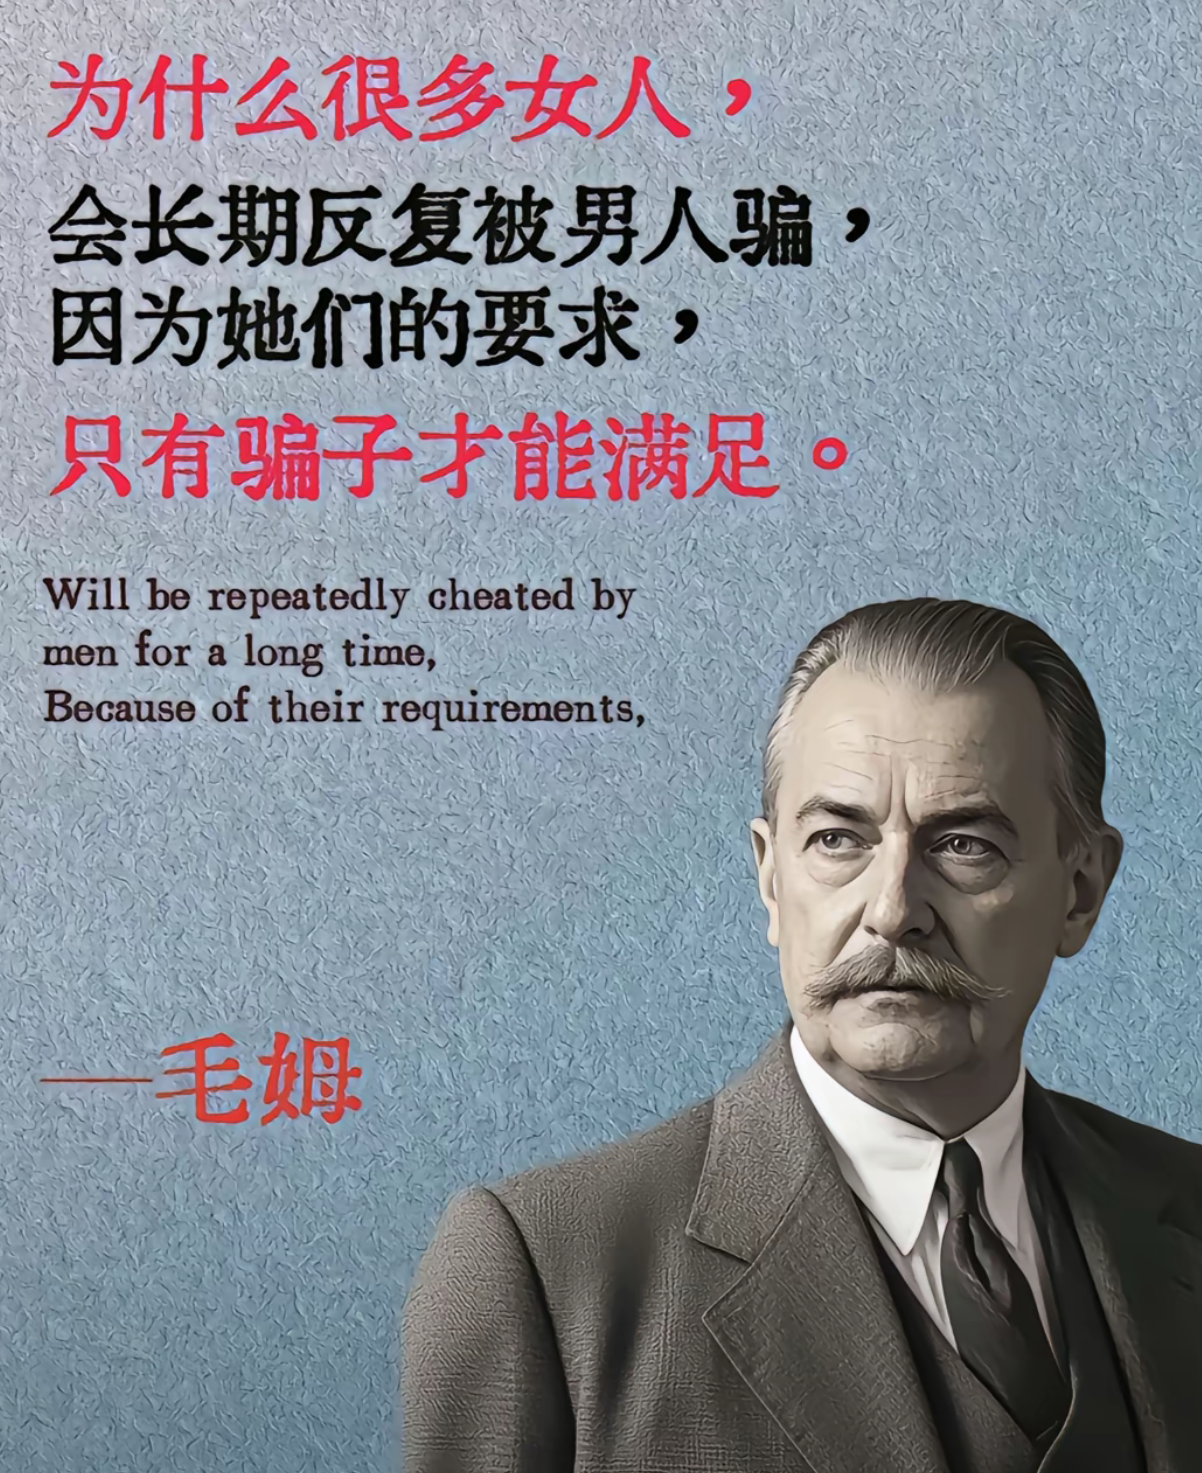 为什么很多女人，
会长期反复被男人骗，
因为她们的要求，
只有骗子才能满足。
Will be repeatedly cheated by
men for a long time,
Because of their requirements,
——毛姆